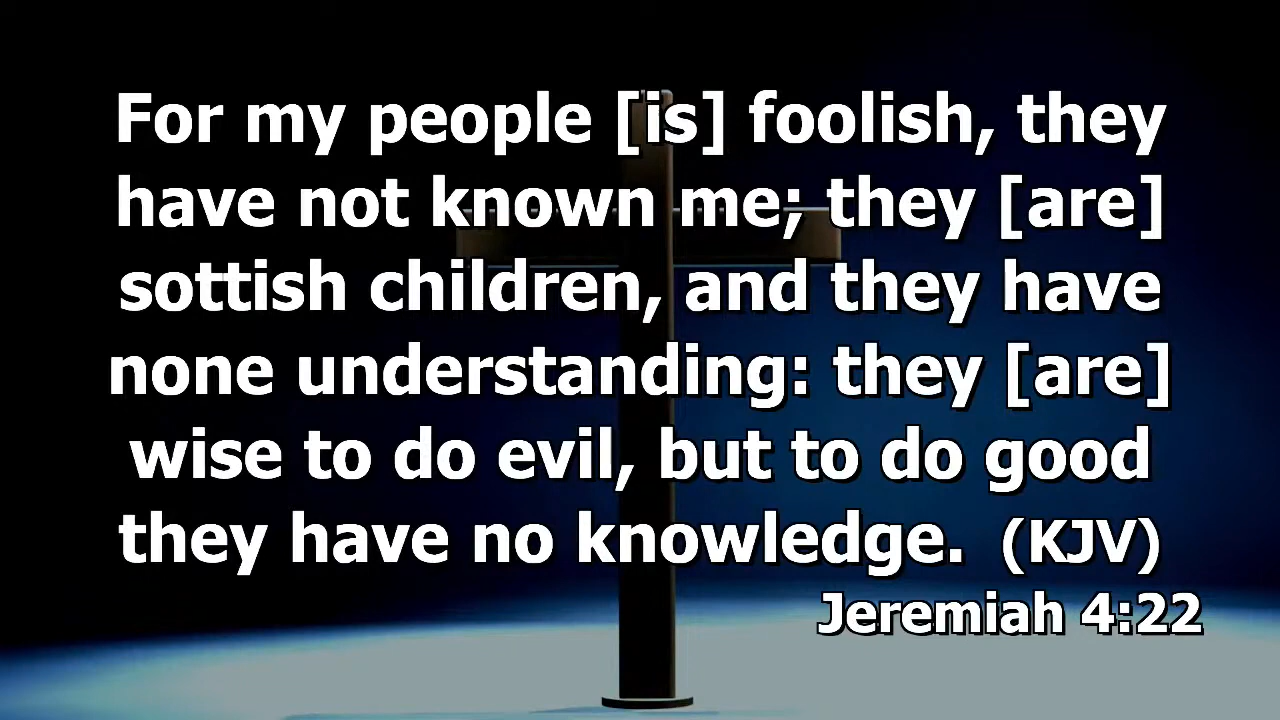 For my people [is] foolish, they
have not known me; they [are]
sottish children, and they have
none understanding: they [are]
wise to do evil, but to do good
they have no knowledge.  (KJV)
Jeremiah 4:22